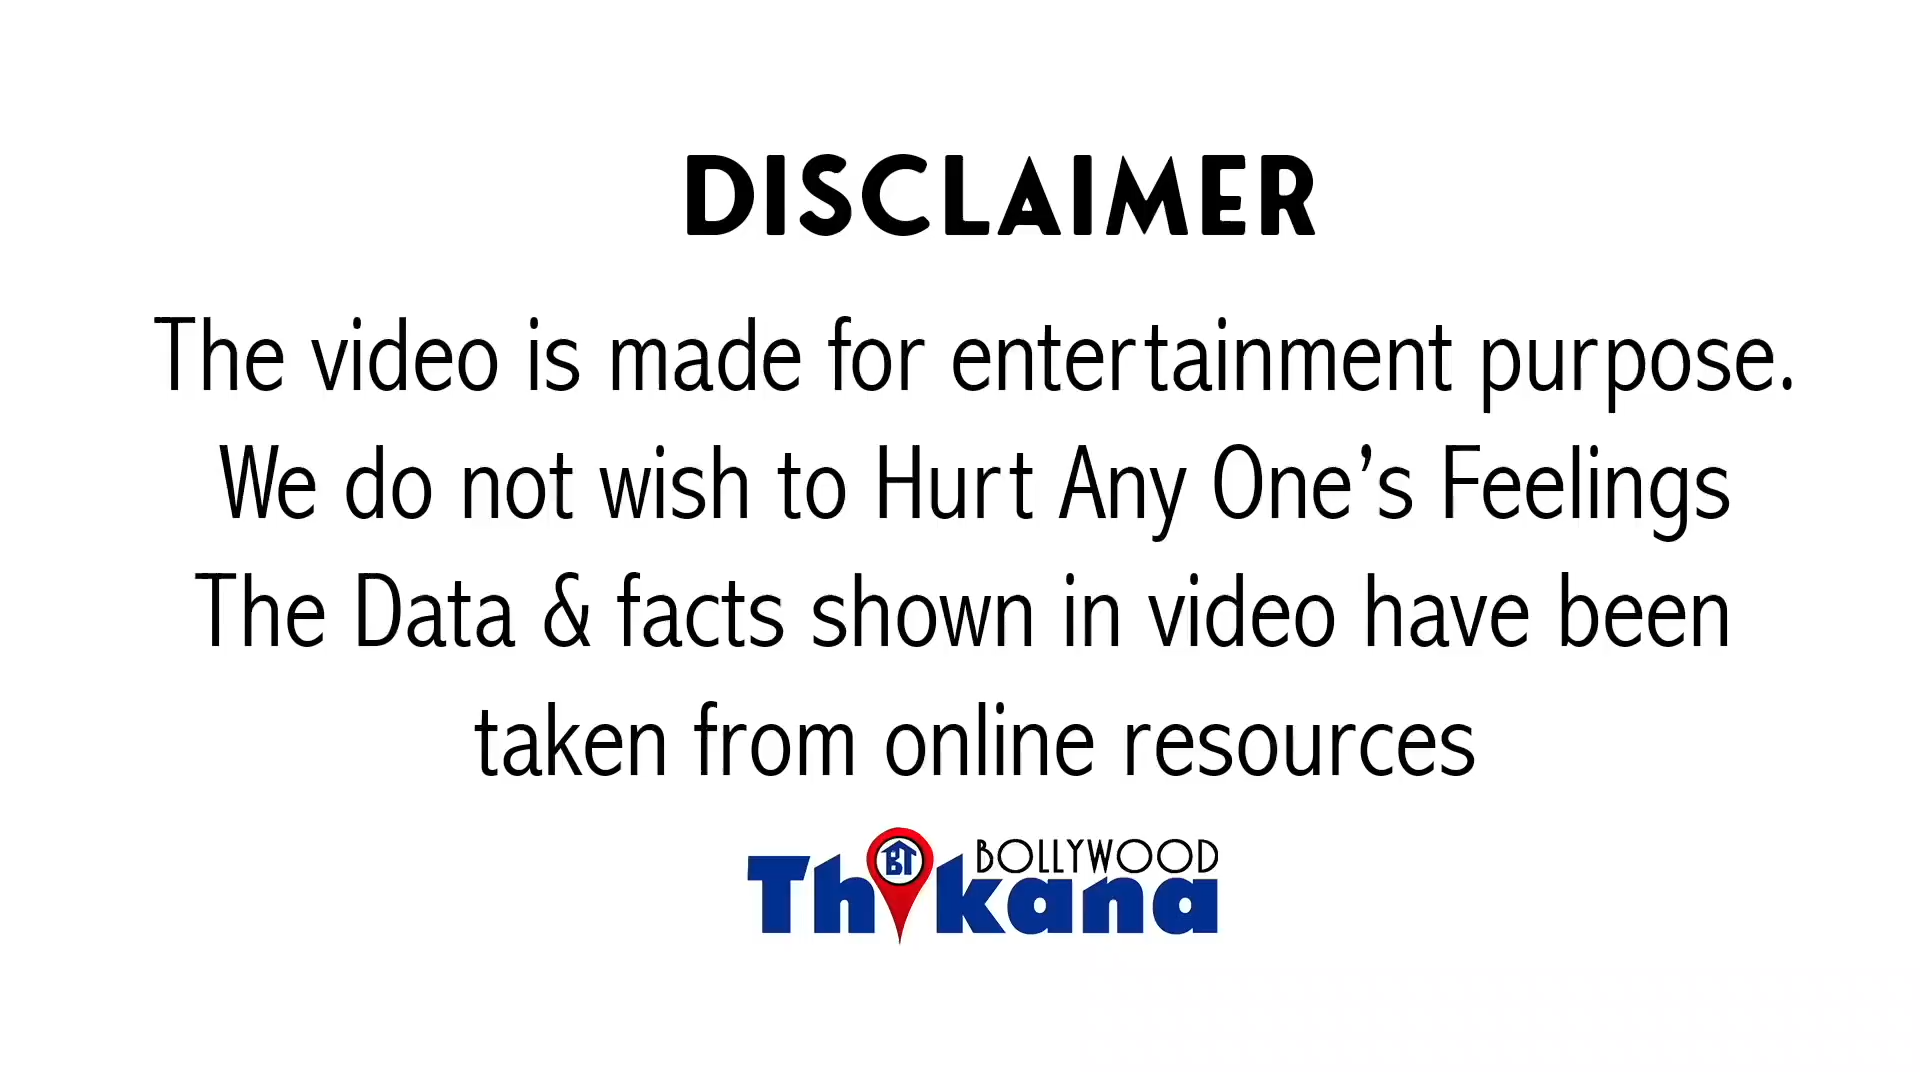 DISCLAIMER
The video is made for entertainment purpose.
We do not wish to Hurt Any One’s Feelings
The Data & facts shown in video have been
taken from online resources
BT
BOLLYWOOD
Thikana